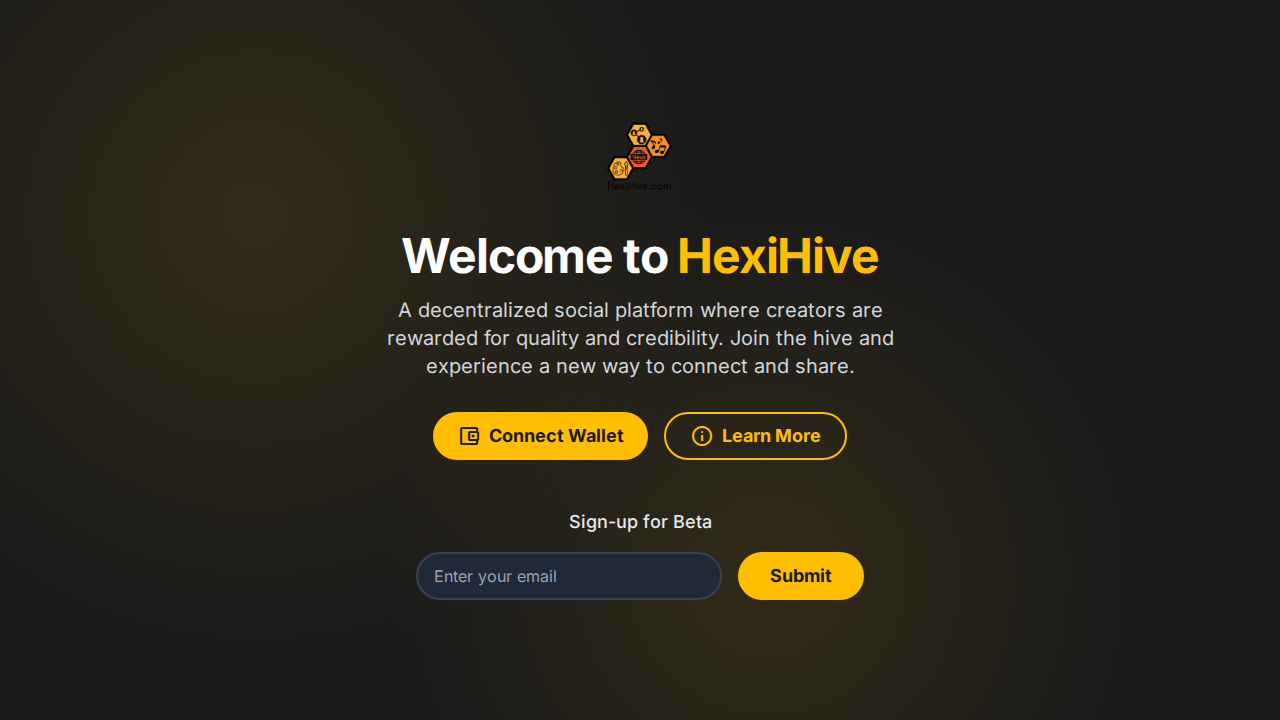 News
HexiHive.com
Welcome to HexiHive
A decentralized social platform where creators are
rewarded for quality and credibility. Join the hive and
experience a new way to connect and share.
Connect Wallet
Learn More
Sign-up for Beta
Enter your email
Submit